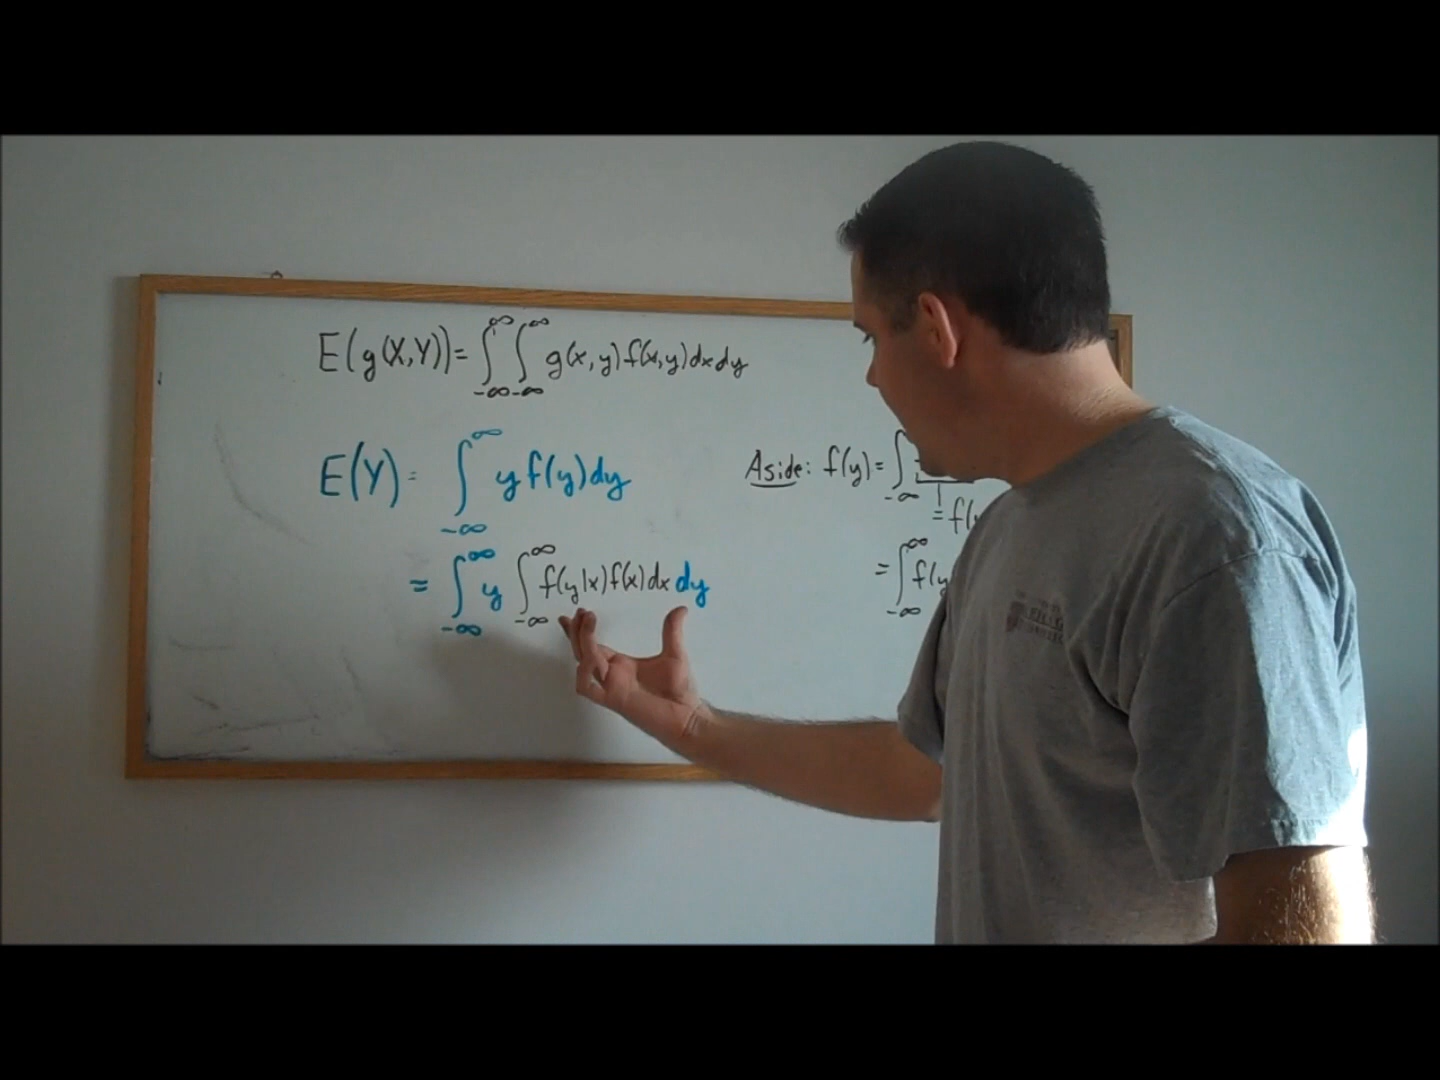 E(g(X,Y)) = ∫_{-∞}^{∞} ∫_{-∞}^{∞} g(x,y) f(x,y) dx dy
E(Y) = ∫_{-∞}^{∞} y f(y) dy
= ∫_{-∞}^{∞} y ∫_{-∞}^{∞} f(y|x) f(x) dx dy
Aside: f(y) = ∫_{-∞}
= f(
= ∫_{-∞}^{∞} f(y